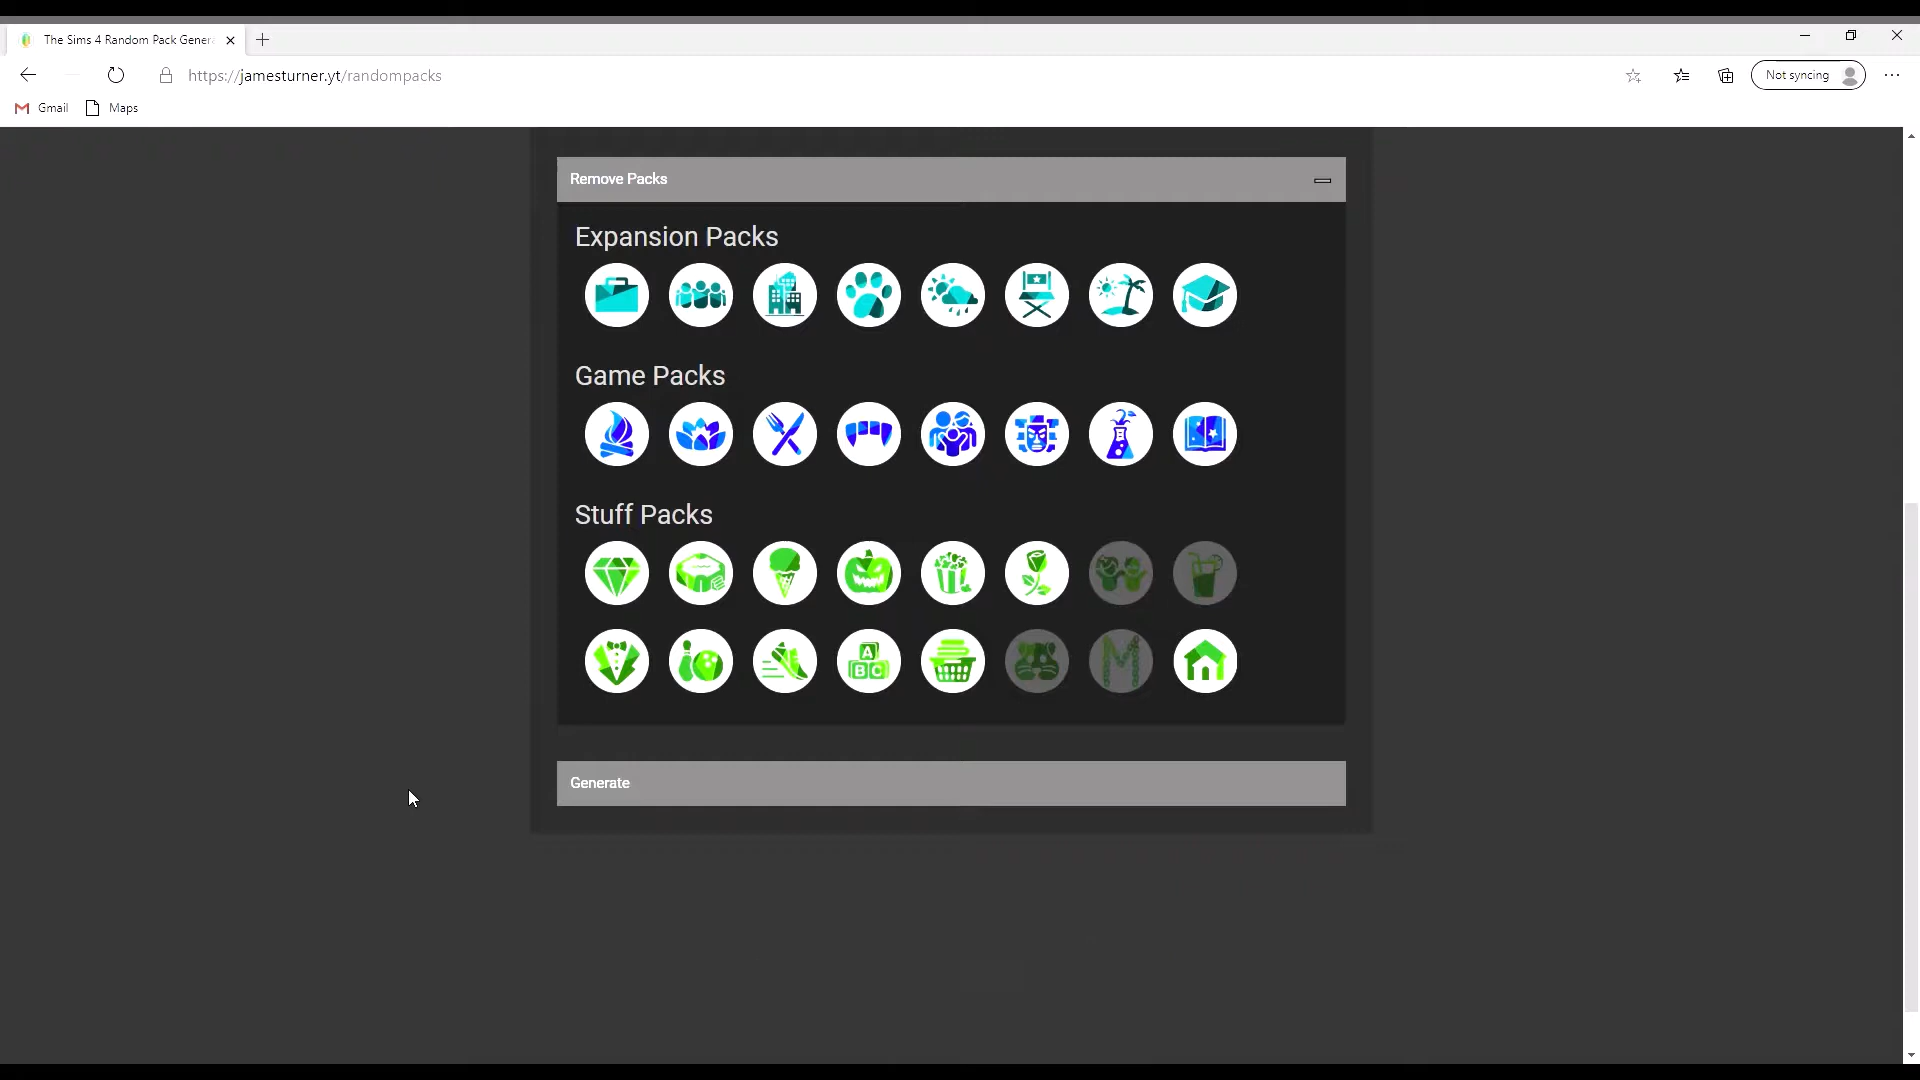 The Sims 4 Random Pack Genera
https://jamesturner.yt/randompacks
Not syncing
Gmail
Maps
Remove Packs
Expansion Packs
Game Packs
Stuff Packs
A
B C
Generate